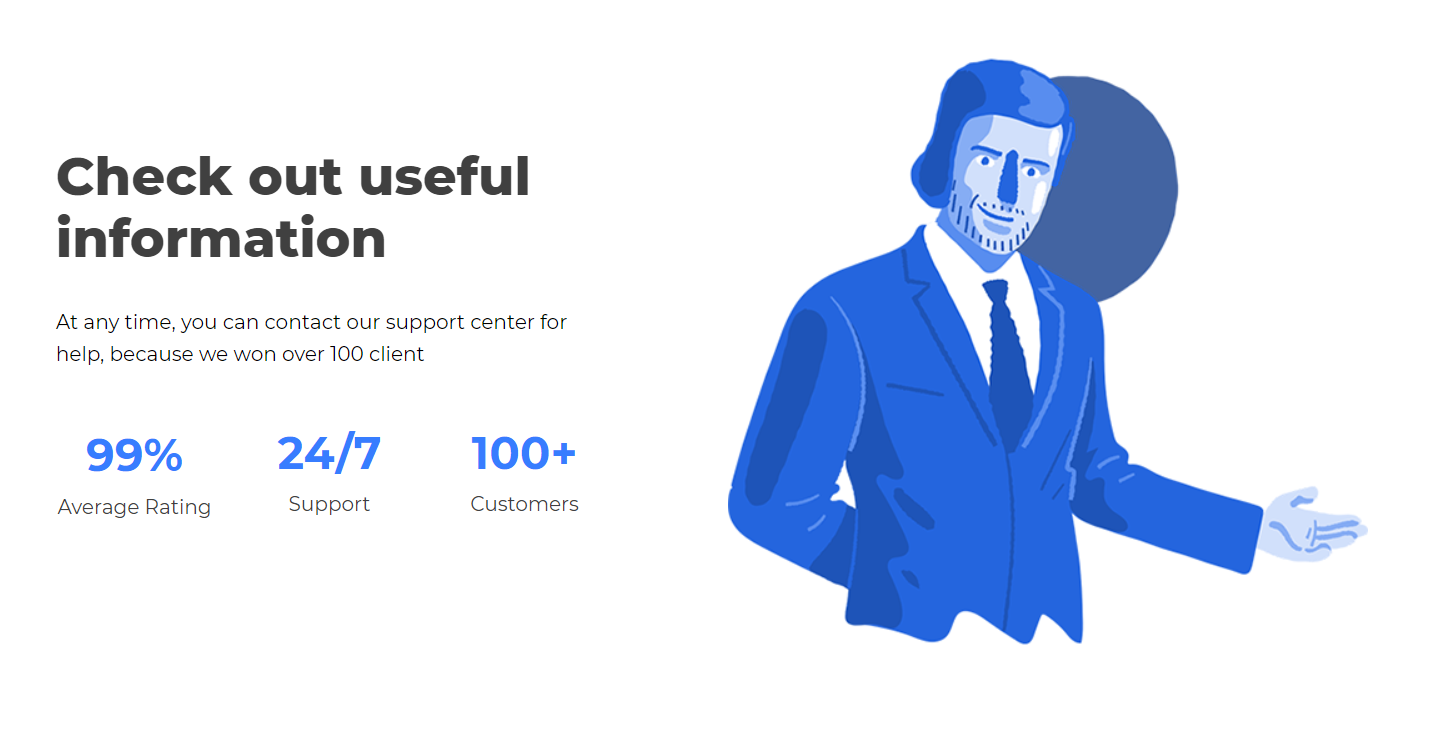 Check out useful
information
At any time, you can contact our support center for
help, because we won over 100 client
99%
24/7
100+
Average Rating
Support
Customers